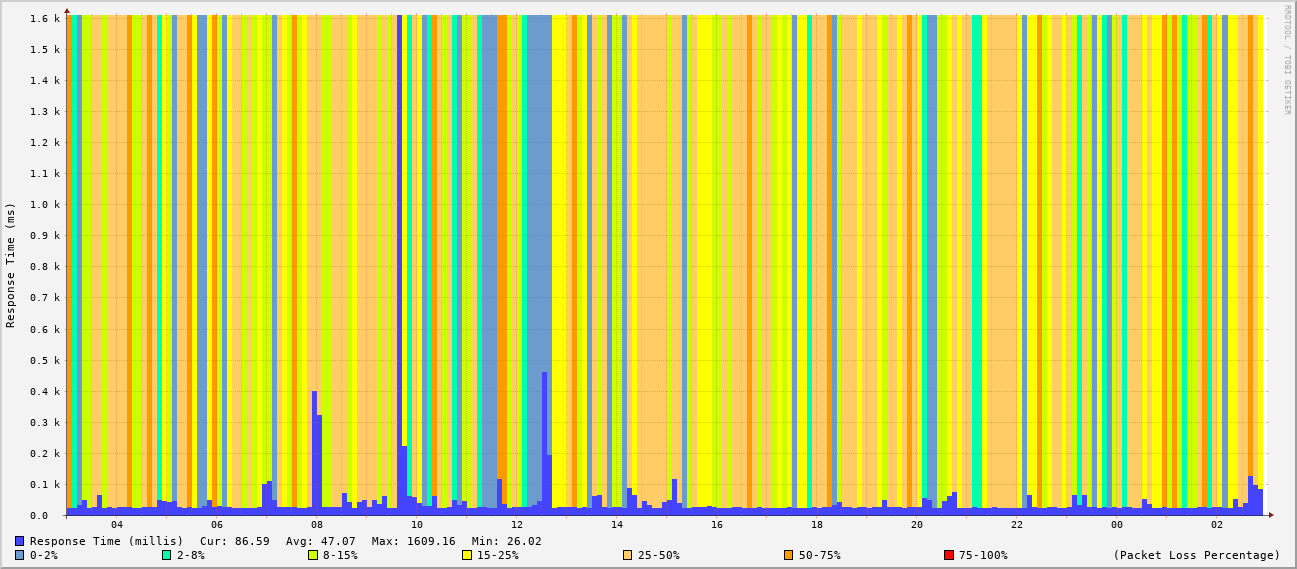 1.6 k
1.5 k
1.4 k
1.3 k
1.2 k
1.1 k
1.0 k
0.9 k
0.8 k
0.7 k
0.6 k
0.5 k
0.4 k
0.3 k
0.2 k
0.1 k
0.0
Response Time (ms)
RRDTOOL / TOBI OETIKER
04 06 08 10 12 14 16 18 20 22 00 02
Response Time (millis) Cur: 86.59 Avg: 47.07 Max: 1609.16 Min: 26.02
0-2% 2-8% 8-15% 15-25% 25-50% 50-75% 75-100% (Packet Loss Percentage)